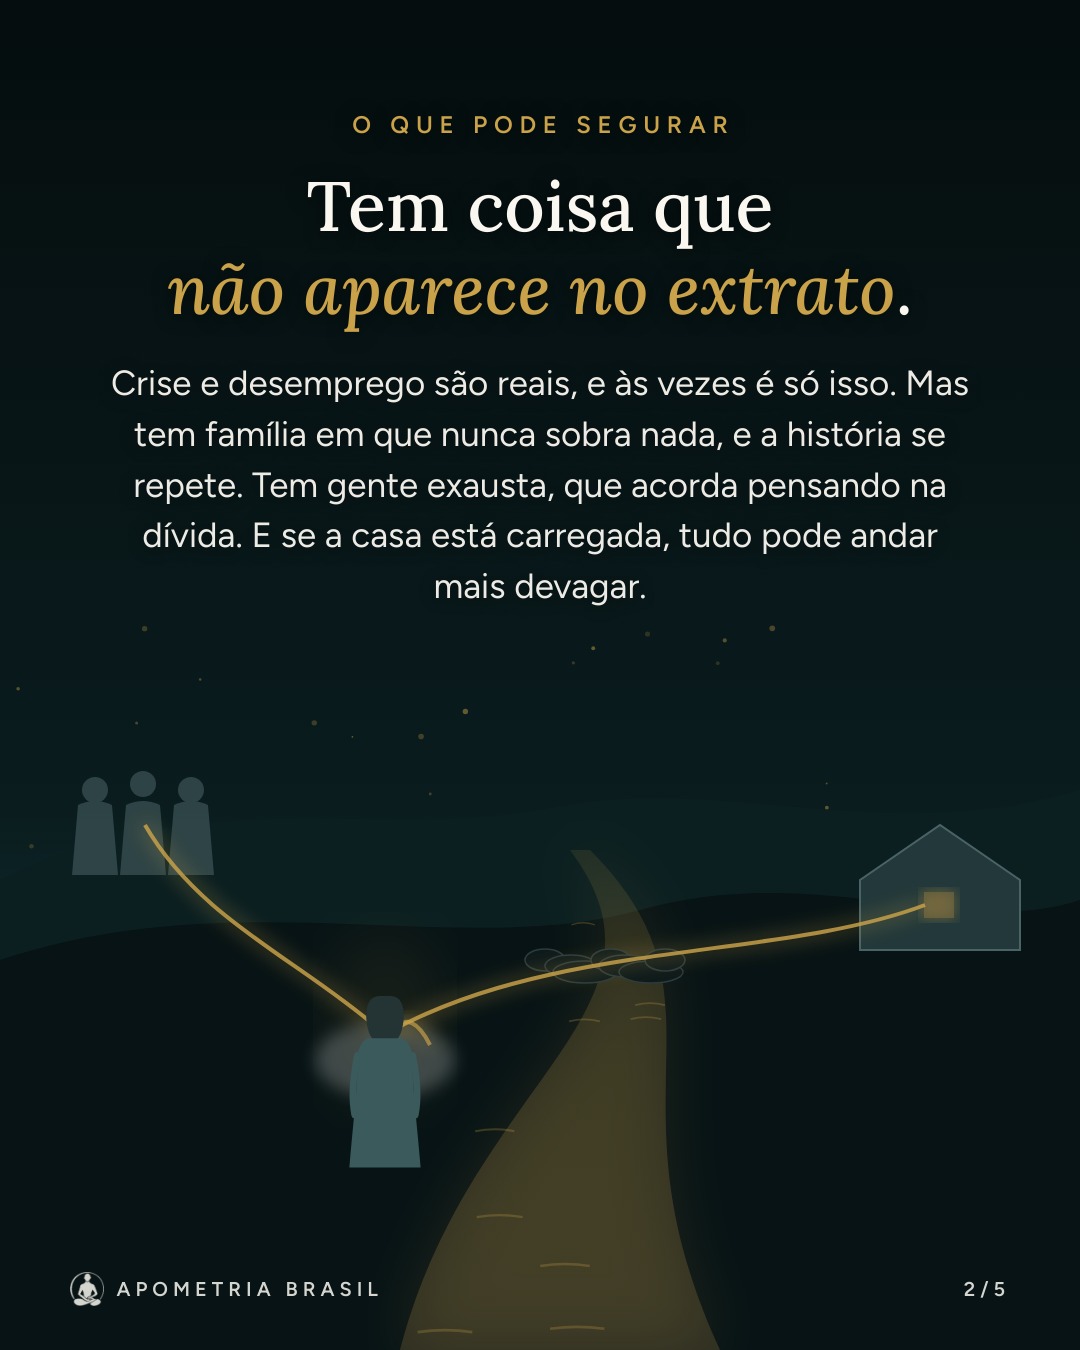 O QUE PODE SEGURAR
Tem coisa que
não aparece no extrato.
Crise e desemprego são reais, e às vezes é só isso. Mas
tem família em que nunca sobra nada, e a história se
repete. Tem gente exausta, que acorda pensando na
dívida. E se a casa está carregada, tudo pode andar
mais devagar.
APOMETRIA BRASIL
2/5